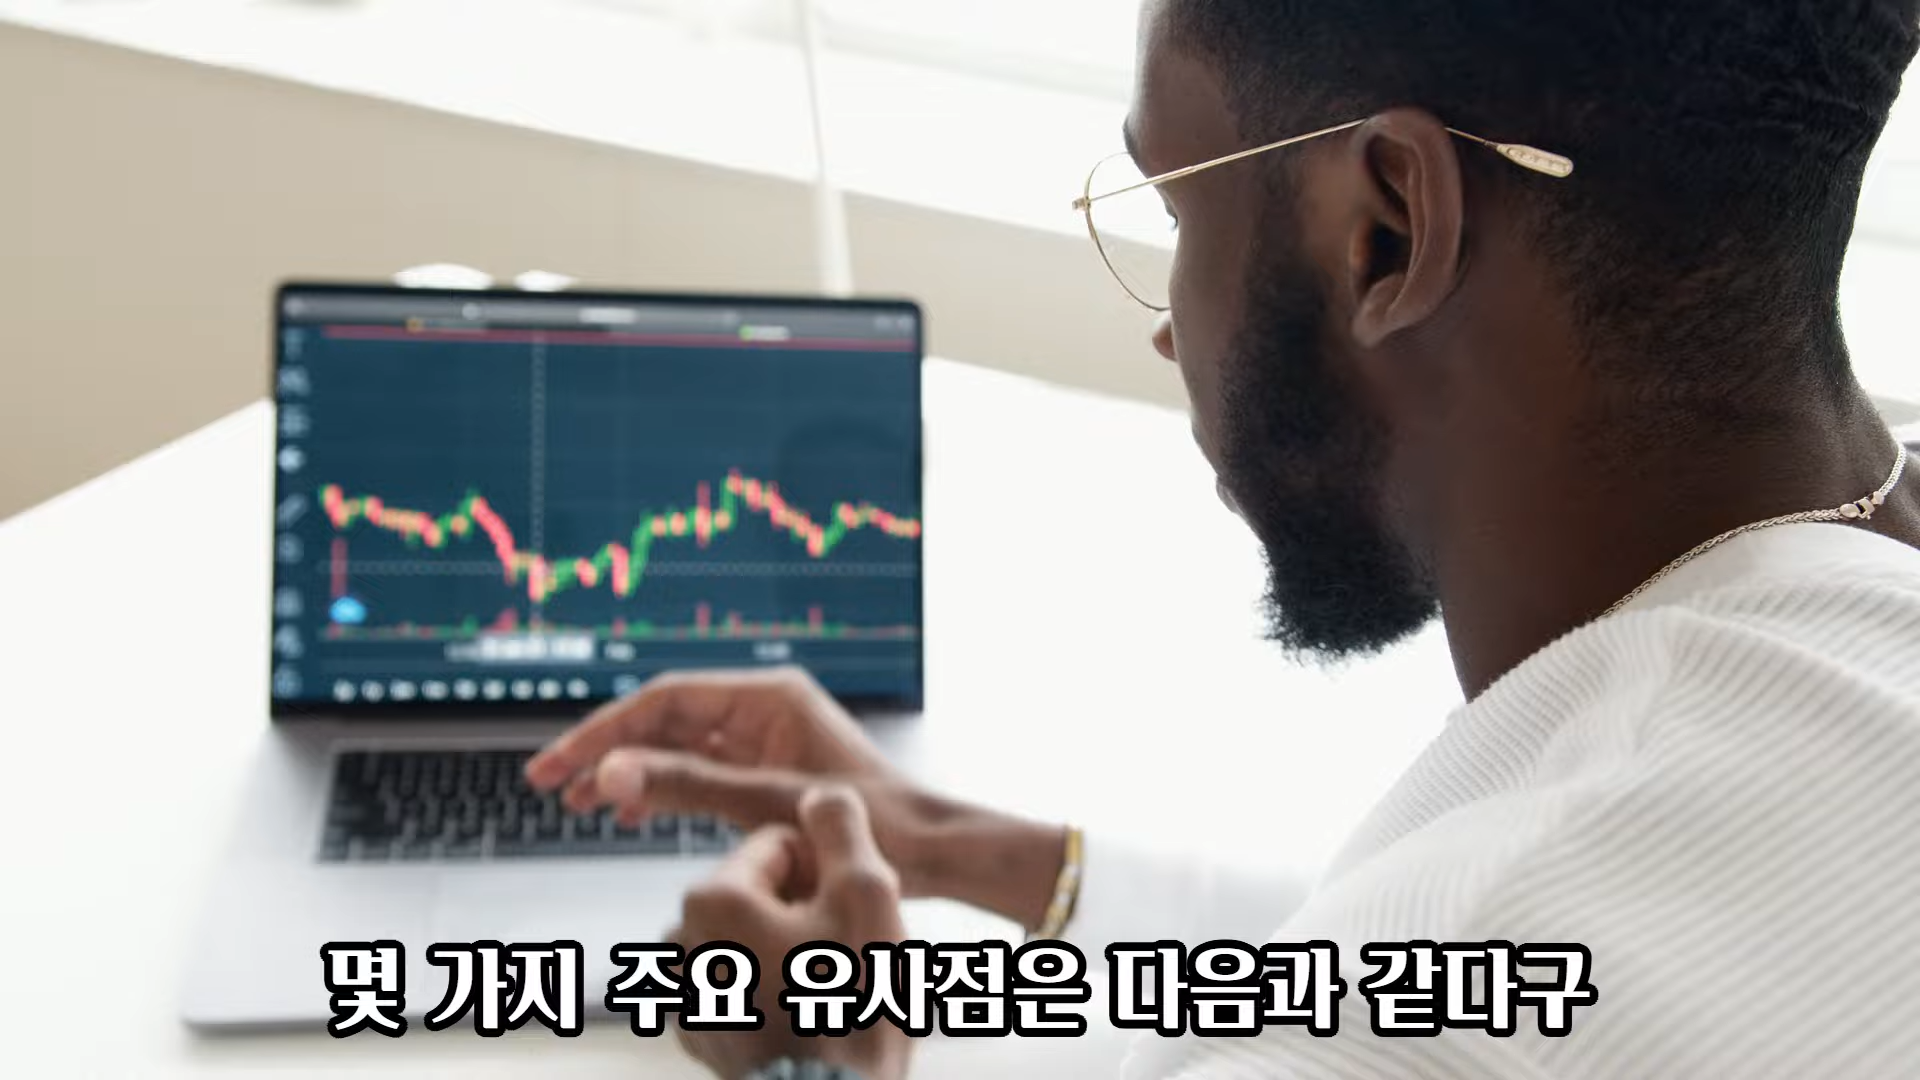 몇 가지 주요 유사점은 다음과 같다구